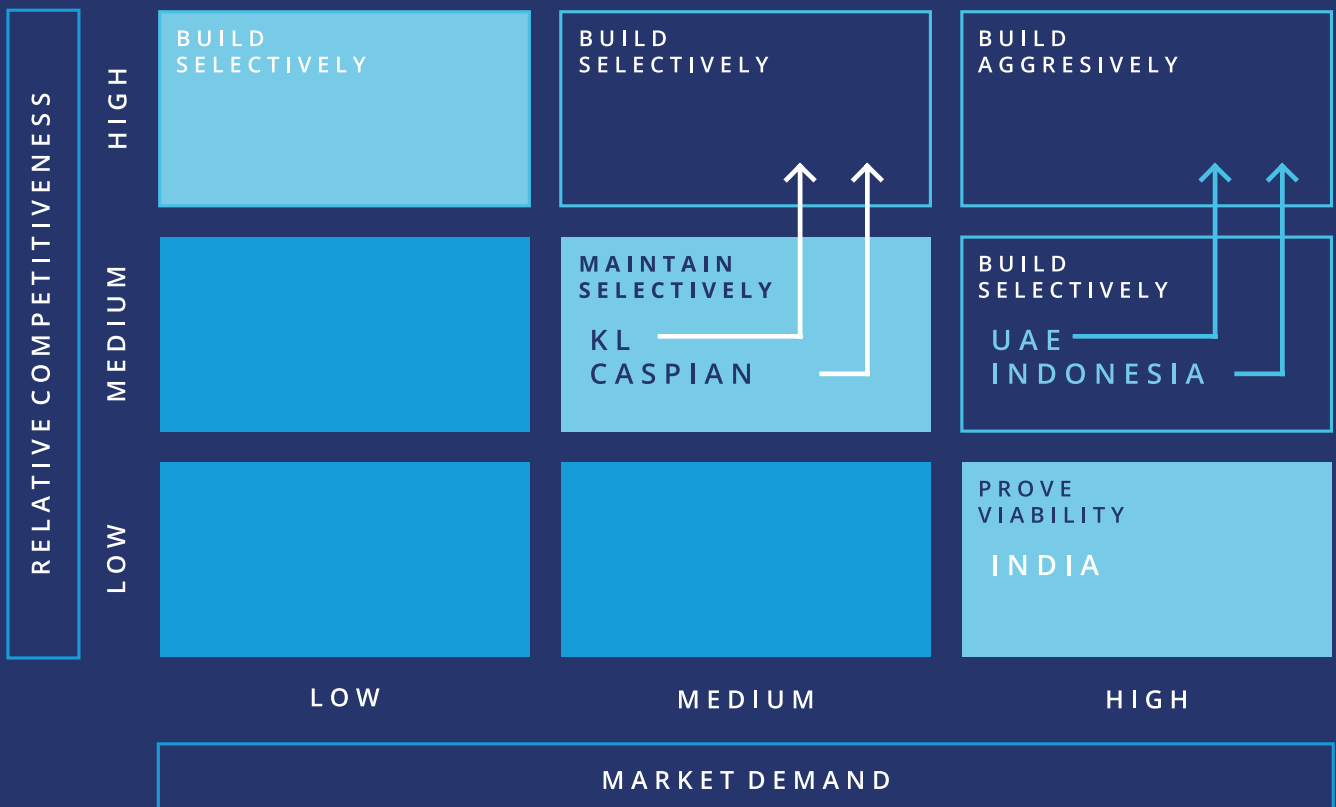 RELATIVE COMPETITIVENESS
HIGH
BUILD
SELECTIVELY
BUILD
SELECTIVELY
BUILD
AGGRESIVELY
MEDIUM
MAINTAIN
SELECTIVELY
KL
CASPIAN
BUILD
SELECTIVELY
UAE
INDONESIA
LOW
PROVE
VIABILITY
INDIA
LOW
MEDIUM
HIGH
MARKET DEMAND